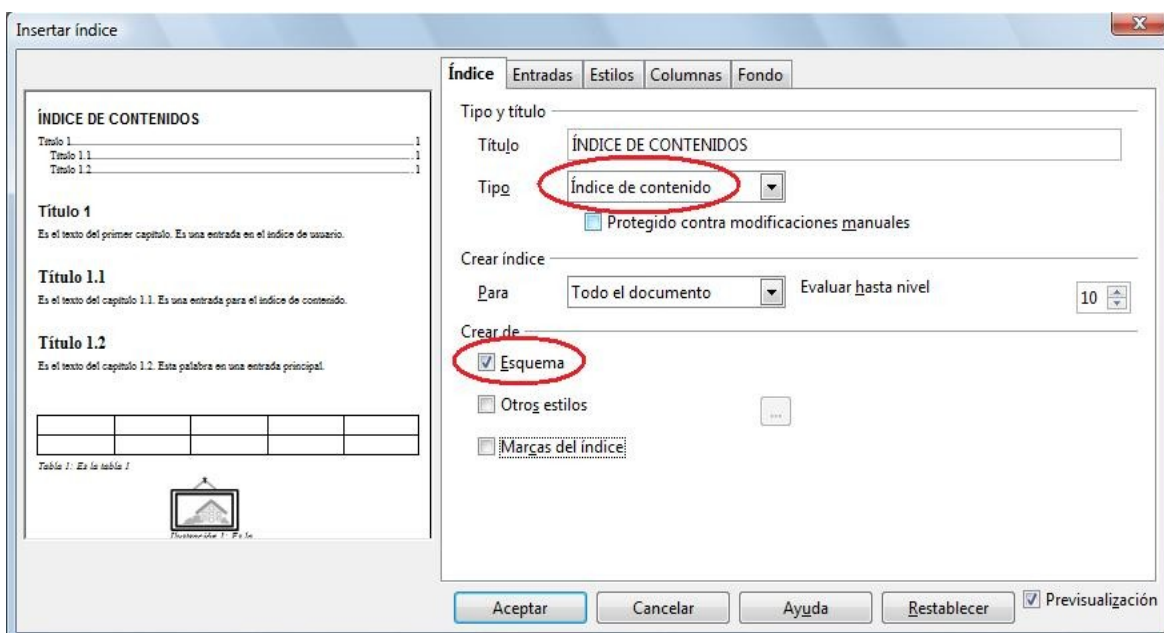 Insertar índice
x
Índice Entradas Estilos Columnas Fondo
ÍNDICE DE CONTENIDOS
Título 1 1
Título 1.1 1
Título 1.2 1
Título 1
Es el texto del primer capítulo. Es una entrada en el índice de usuario.
Título 1.1
Es el texto del capítulo 1.1. Es una entrada para el índice de contenido.
Título 1.2
Es el texto del capítulo 1.2. Esta palabra en una entrada principal.
Tabla 1: Es la tabla 1
Ilustración 1: Es la
Tipo y título
Título ÍNDICE DE CONTENIDOS
Tipo Índice de contenido
Protegido contra modificaciones manuales
Crear índice
Para Todo el documento Evaluar hasta nivel 10
Crear de
Esquema
Otros estilos ...
Marcas del índice
Aceptar Cancelar Ayuda Restablecer Previsualización